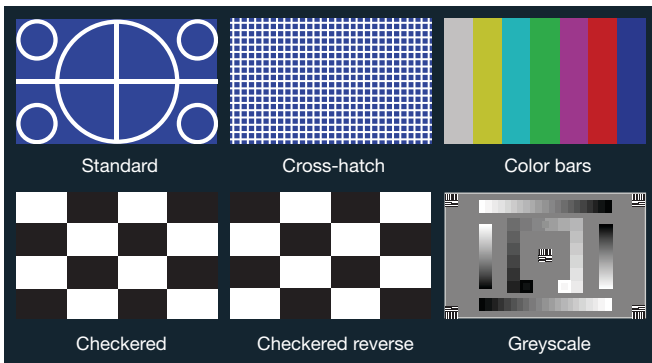 Standard
Cross-hatch
Color bars
Checkered
Checkered reverse
Greyscale